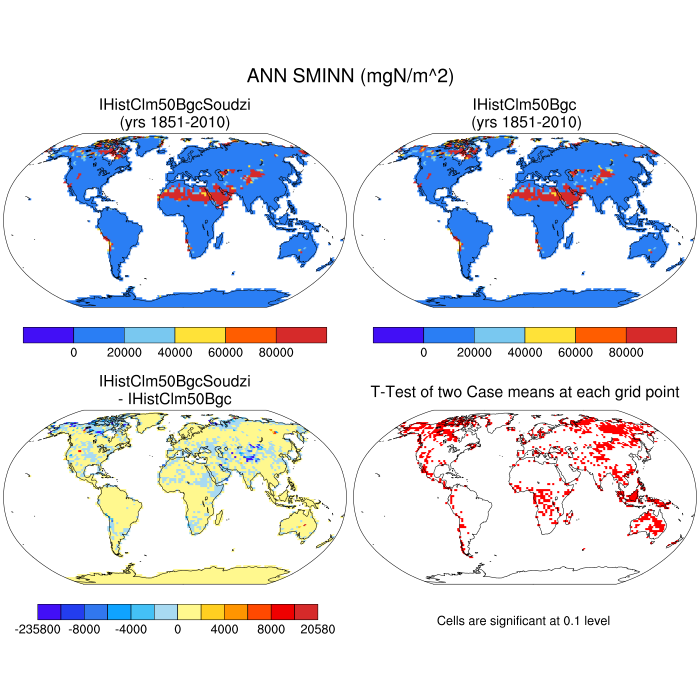 ANN SMINN (mgN/m^2)
IHistClm50BgcSoudzi
(yrs 1851-2010)
IHistClm50Bgc
(yrs 1851-2010)
0 20000 40000 60000 80000
0 20000 40000 60000 80000
IHistClm50BgcSoudzi
- IHistClm50Bgc
T-Test of two Case means at each grid point
-235800 -8000 -4000 0 4000 8000 20580
Cells are significant at 0.1 level